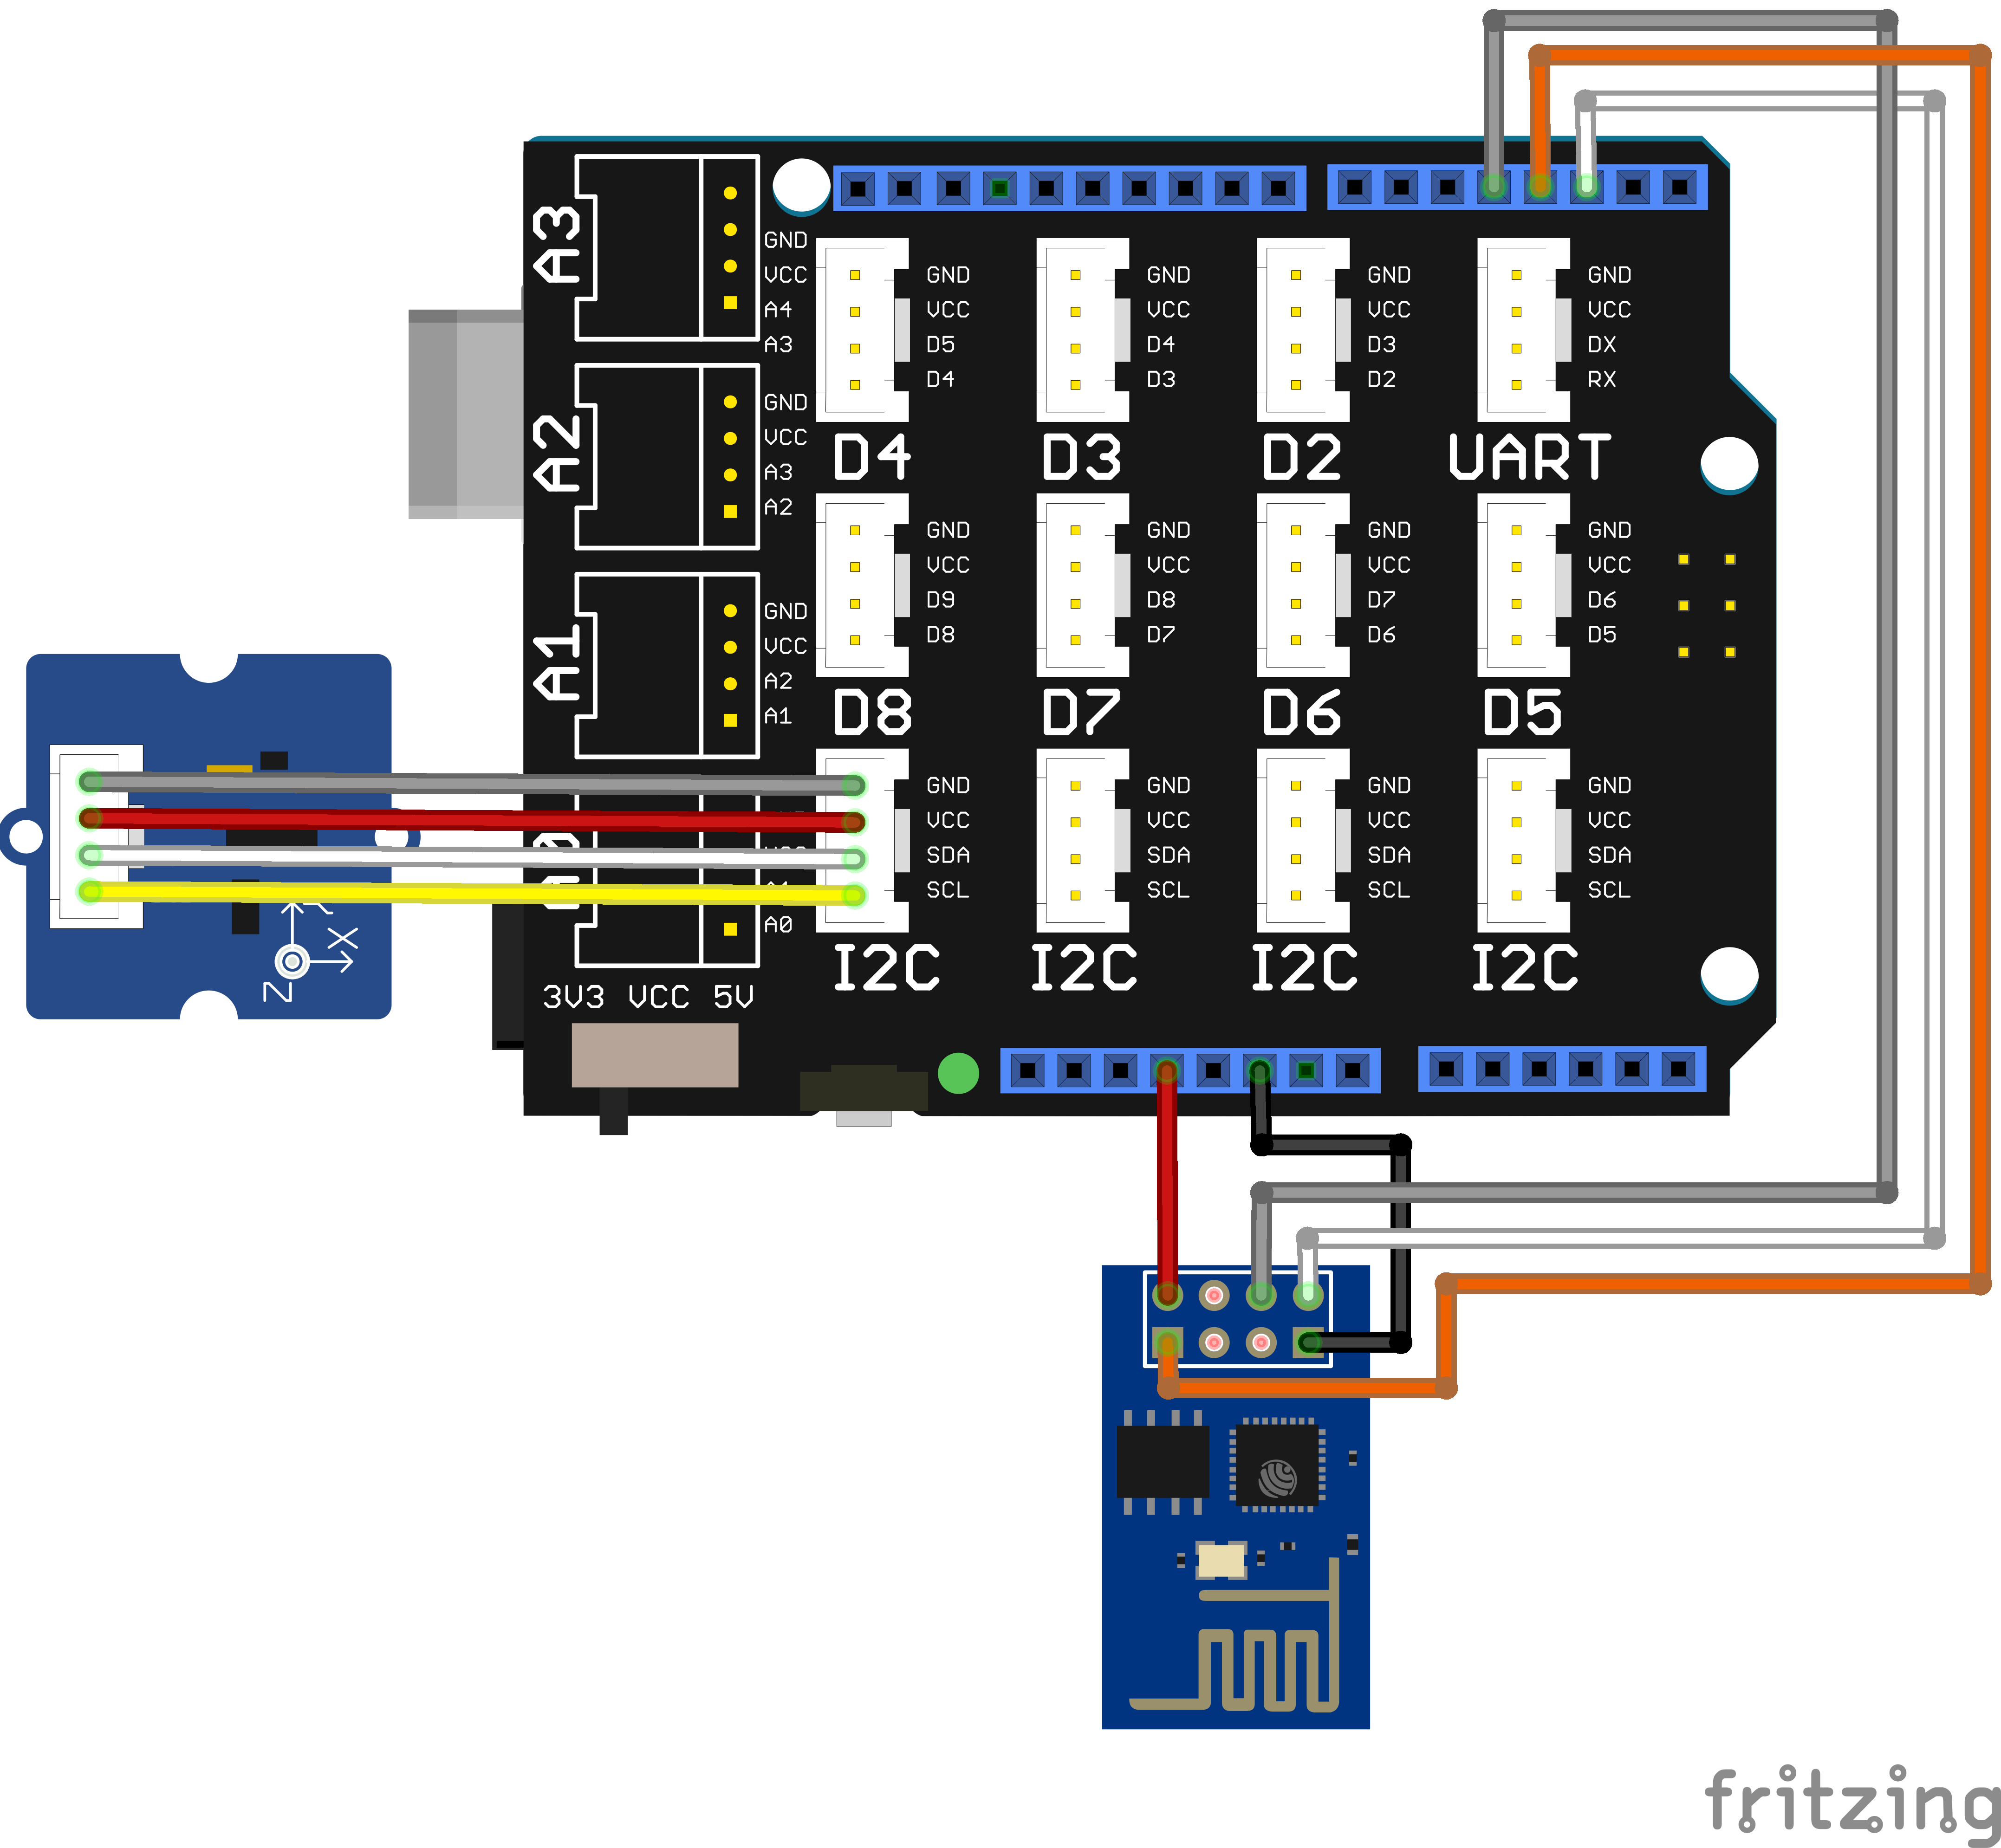 A3
GND
VCC
A4
A3
A2
GND
VCC
A3
A2
A1
GND
VCC
A2
A1
A0
3V3 VCC 5V
GND
VCC
D5
D4
D4
GND
VCC
D4
D3
D3
GND
VCC
D3
D2
D2
GND
VCC
DX
RX
UART
GND
VCC
D9
D8
D8
GND
VCC
D8
D7
D7
GND
VCC
D7
D6
D6
GND
VCC
D6
D5
D5
GND
VCC
SDA
SCL
I2C
GND
VCC
SDA
SCL
I2C
GND
VCC
SDA
SCL
I2C
GND
VCC
SDA
SCL
I2C
X
Z
fritzing